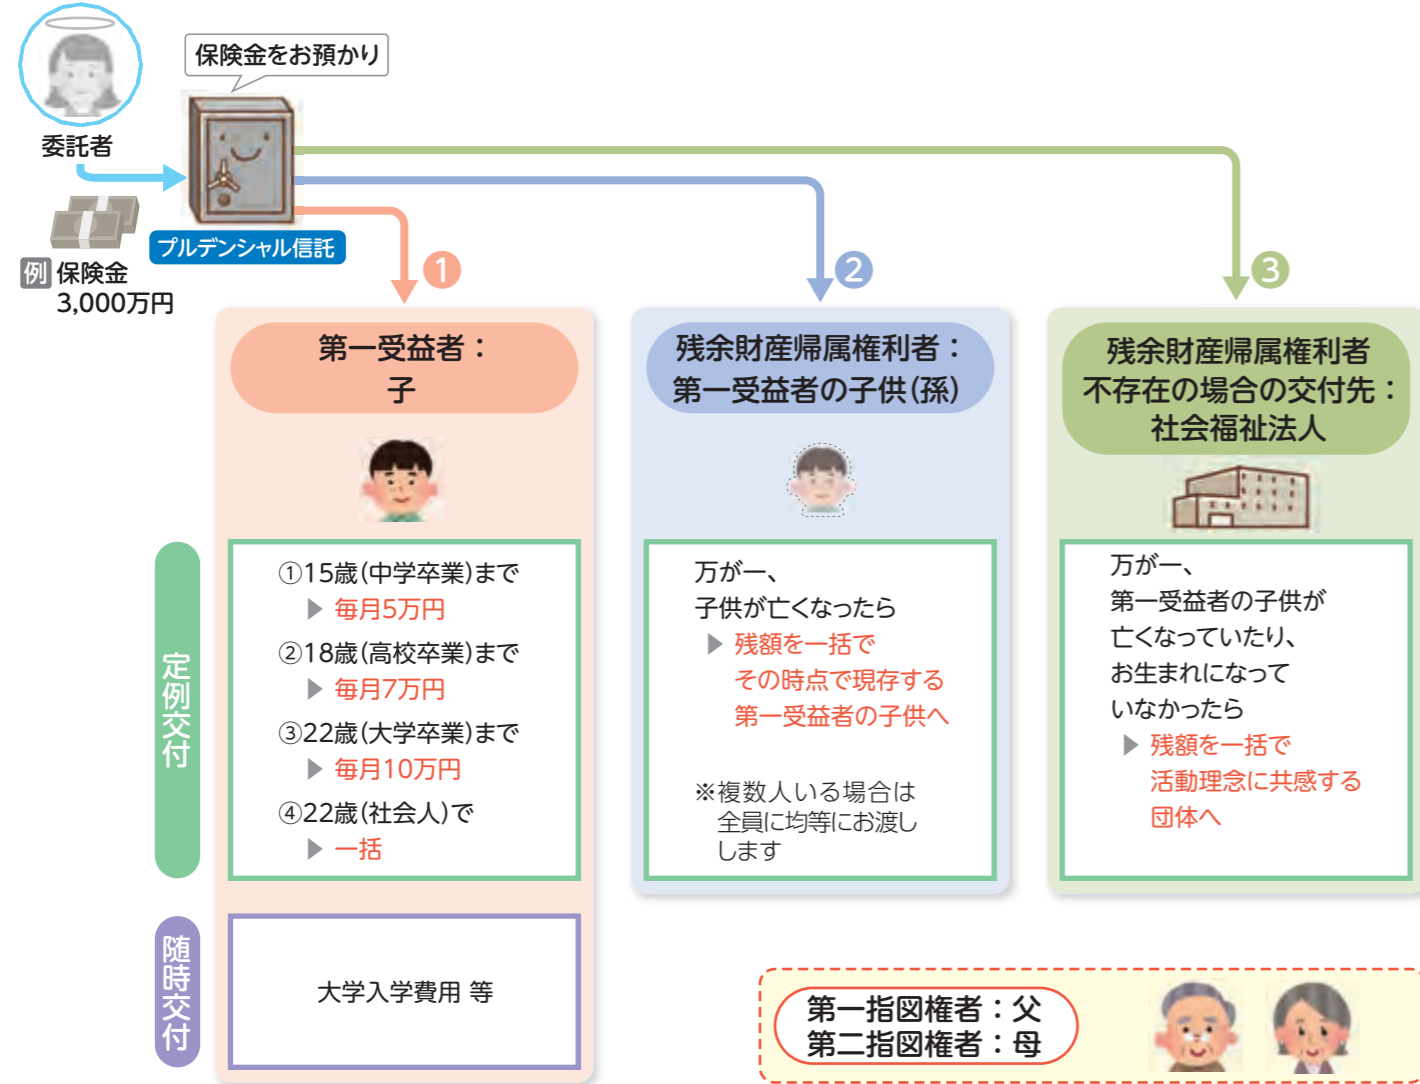 保険金をお預かり
委託者
プルデンシャル信託
例 保険金
3,000万円
❶
❷
❸
第一受益者：
子
定例交付
①15歳(中学卒業)まで
▶ 毎月5万円
②18歳(高校卒業)まで
▶ 毎月7万円
③22歳(大学卒業)まで
▶ 毎月10万円
④22歳(社会人)で
▶ 一括
随時交付
大学入学費用 等
残余財産帰属権利者：
第一受益者の子供(孫)
万が一、
子供が亡くなったら
▶ 残額を一括で
その時点で現存する
第一受益者の子供へ
※複数人いる場合は
全員に均等にお渡し
します
残余財産帰属権利者
不存在の場合の交付先：
社会福祉法人
万が一、
第一受益者の子供が
亡くなっていたり、
お生まれになって
いなかったら
▶ 残額を一括で
活動理念に共感する
団体へ
第一指図権者：父
第二指図権者：母